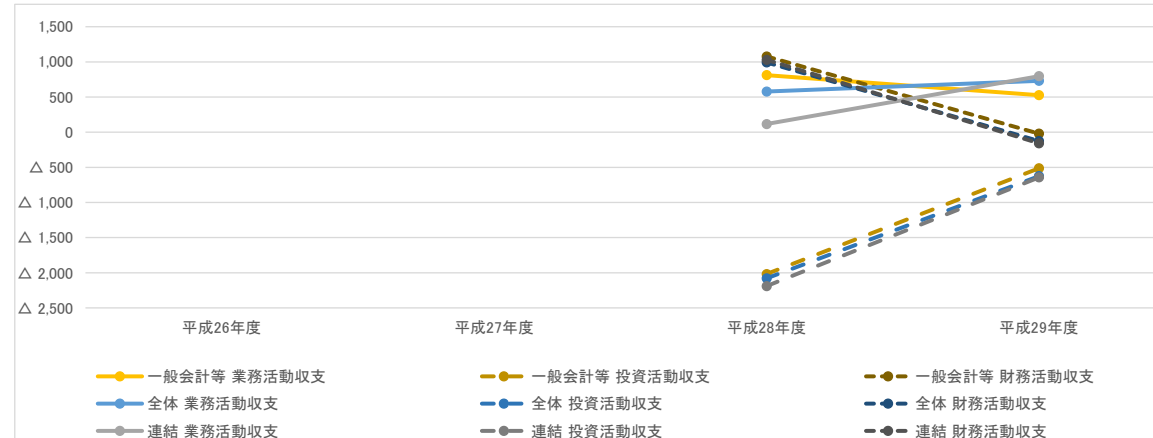 1,500
1,000
500
0
△ 500
△ 1,000
△ 1,500
△ 2,000
△ 2,500
平成26年度 平成27年度 平成28年度 平成29年度
一般会計等 業務活動収支 一般会計等 投資活動収支 一般会計等 財務活動収支
全体 業務活動収支 全体 投資活動収支 全体 財務活動収支
連結 業務活動収支 連結 投資活動収支 連結 財務活動収支